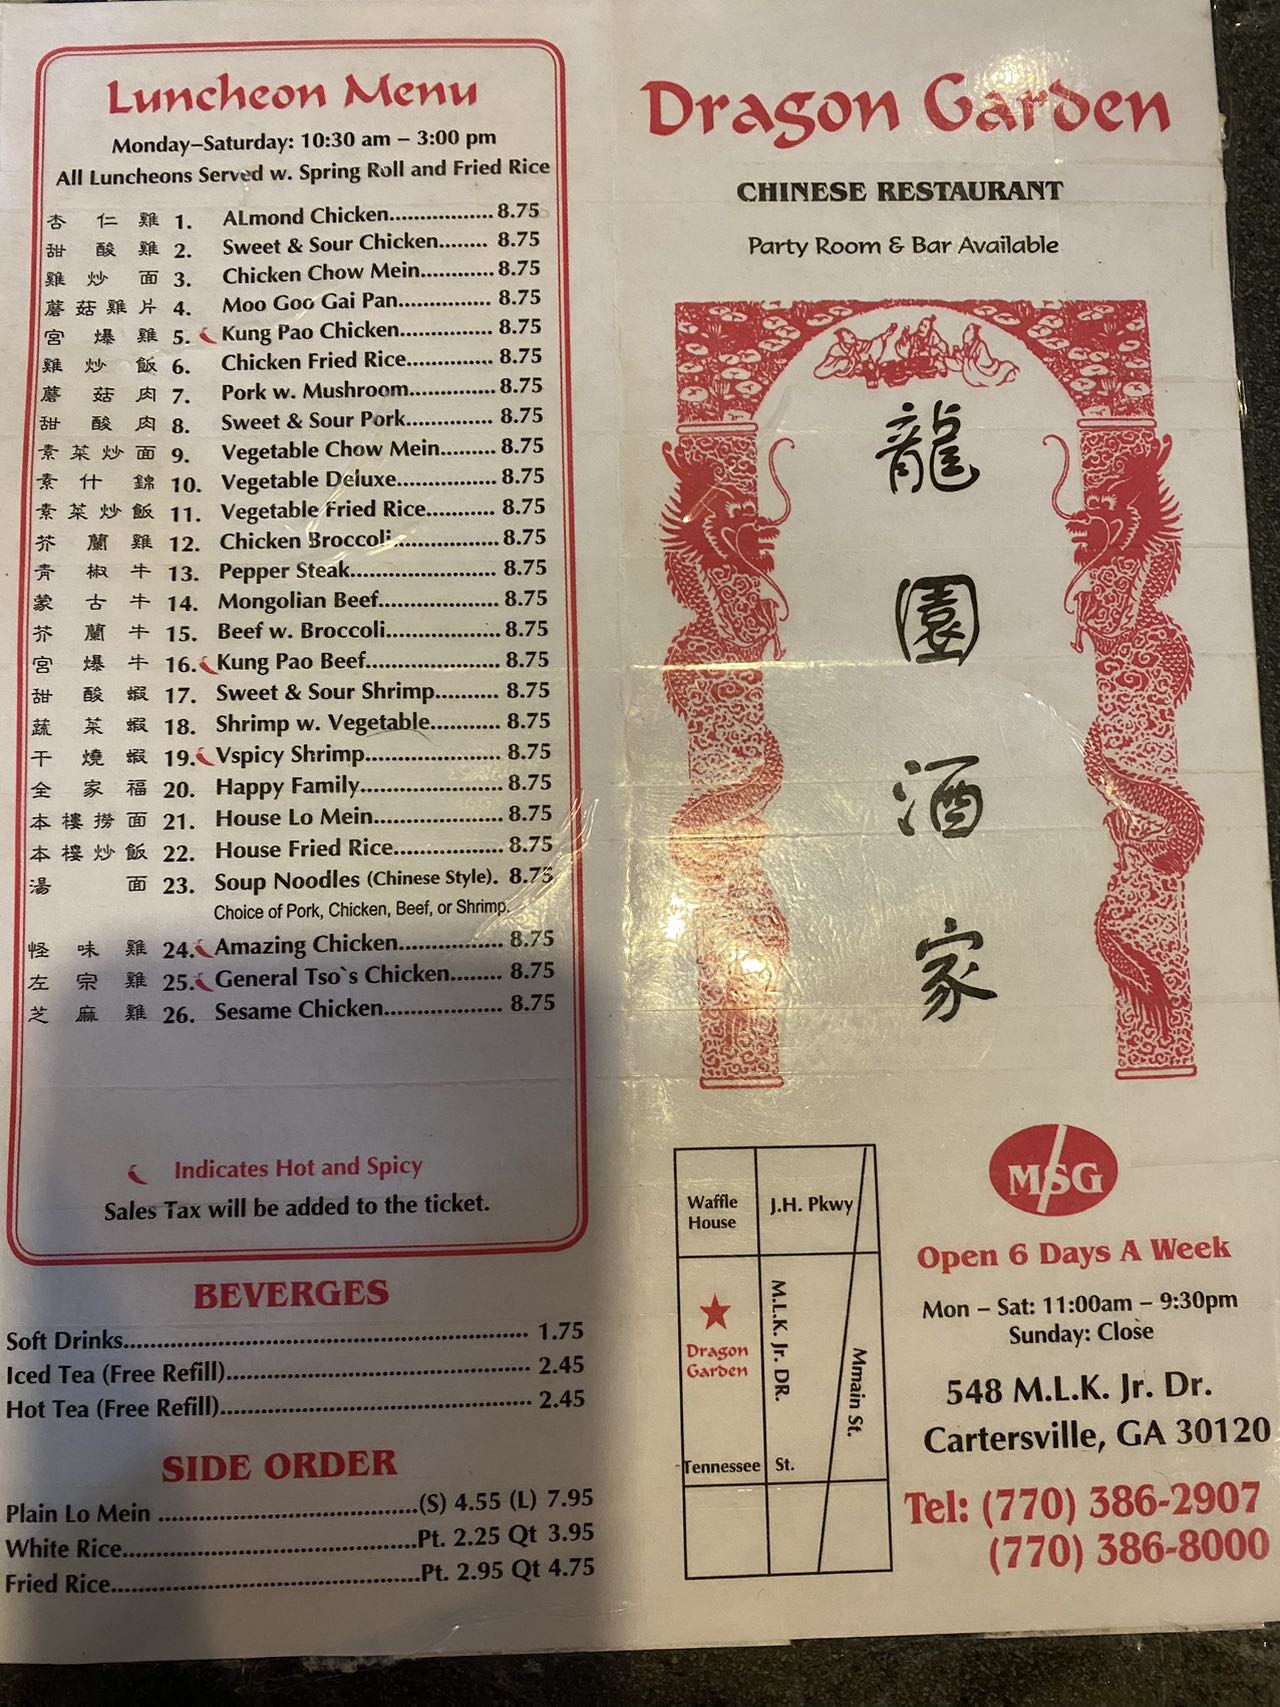 Luncheon Menu
Monday–Saturday: 10:30 am – 3:00 pm
All Luncheons Served w. Spring Roll and Fried Rice
杏仁雞 1. ALmond Chicken.................. 8.75
甜酸雞 2. Sweet & Sour Chicken........ 8.75
雞炒面 3. Chicken Chow Mein............ 8.75
蘑菇雞片 4. Moo Goo Gai Pan................ 8.75
宮爆雞 5. Kung Pao Chicken............... 8.75
雞炒飯 6. Chicken Fried Rice.............. 8.75
蘑菇肉 7. Pork w. Mushroom.............. 8.75
甜酸肉 8. Sweet & Sour Pork.............. 8.75
素菜炒面 9. Vegetable Chow Mein......... 8.75
素什錦 10. Vegetable Deluxe................ 8.75
素菜炒飯 11. Vegetable Fried Rice........... 8.75
芥蘭雞 12. Chicken Broccoli................. 8.75
青椒牛 13. Pepper Steak....................... 8.75
蒙古牛 14. Mongolian Beef................... 8.75
芥蘭牛 15. Beef w. Broccoli.................. 8.75
宮爆牛 16. Kung Pao Beef.................... 8.75
甜酸蝦 17. Sweet & Sour Shrimp.......... 8.75
蔬菜蝦 18. Shrimp w. Vegetable........... 8.75
干燒蝦 19. Vspicy Shrimp..................... 8.75
全家福 20. Happy Family....................... 8.75
本樓撈面 21. House Lo Mein.................... 8.75
本樓炒飯 22. House Fried Rice................. 8.75
湯面 23. Soup Noodles (Chinese Style). 8.75
Choice of Pork, Chicken, Beef, or Shrimp.
怪味雞 24. Amazing Chicken................ 8.75
左宗雞 25. General Tso`s Chicken........ 8.75
芝麻雞 26. Sesame Chicken................... 8.75
Indicates Hot and Spicy
Sales Tax will be added to the ticket.
BEVERGES
Soft Drinks.............................................................. 1.75
Iced Tea (Free Refill)............................................... 2.45
Hot Tea (Free Refill)................................................ 2.45
SIDE ORDER
Plain Lo Mein .......................................(S) 4.55 (L) 7.95
White Rice.............................................Pt. 2.25 Qt 3.95
Fried Rice...............................................Pt. 2.95 Qt 4.75
Dragon Garden
CHINESE RESTAURANT
Party Room & Bar Available
龍
園
酒
家
Waffle House
J.H. Pkwy
Dragon Garden
M.L.K. Jr. DR.
Mmain St.
Tennessee St.
MSG
Open 6 Days A Week
Mon – Sat: 11:00am – 9:30pm
Sunday: Close
548 M.L.K. Jr. Dr.
Cartersville, GA 30120
Tel: (770) 386-2907
(770) 386-8000